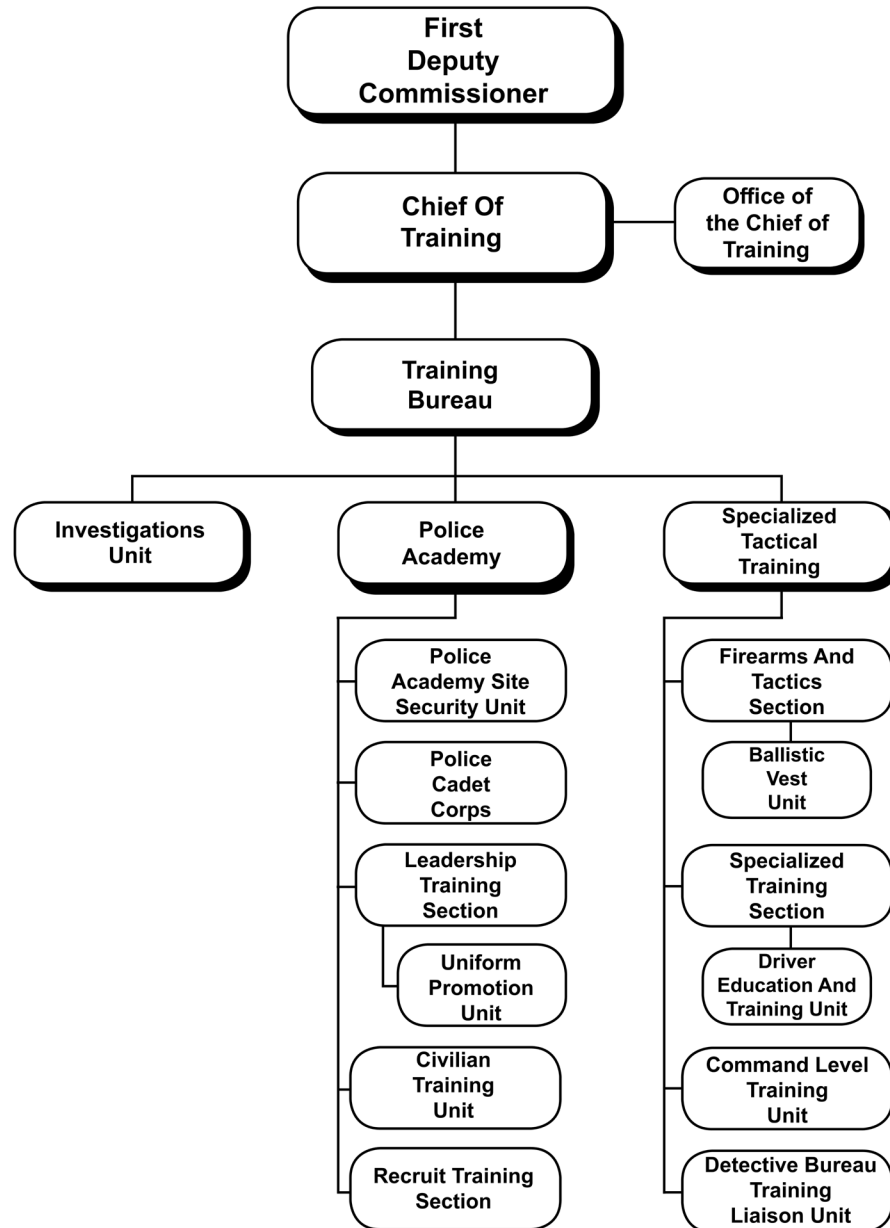 First
Deputy
Commissioner
Chief Of
Training
Office of
the Chief of
Training
Training
Bureau
Investigations
Unit
Police
Academy
Specialized
Tactical
Training
Police
Academy Site
Security Unit
Police
Cadet
Corps
Leadership
Training
Section
Uniform
Promotion
Unit
Civilian
Training
Unit
Recruit Training
Section
Firearms And
Tactics
Section
Ballistic
Vest
Unit
Specialized
Training
Section
Driver
Education And
Training Unit
Command Level
Training
Unit
Detective Bureau
Training
Liaison Unit